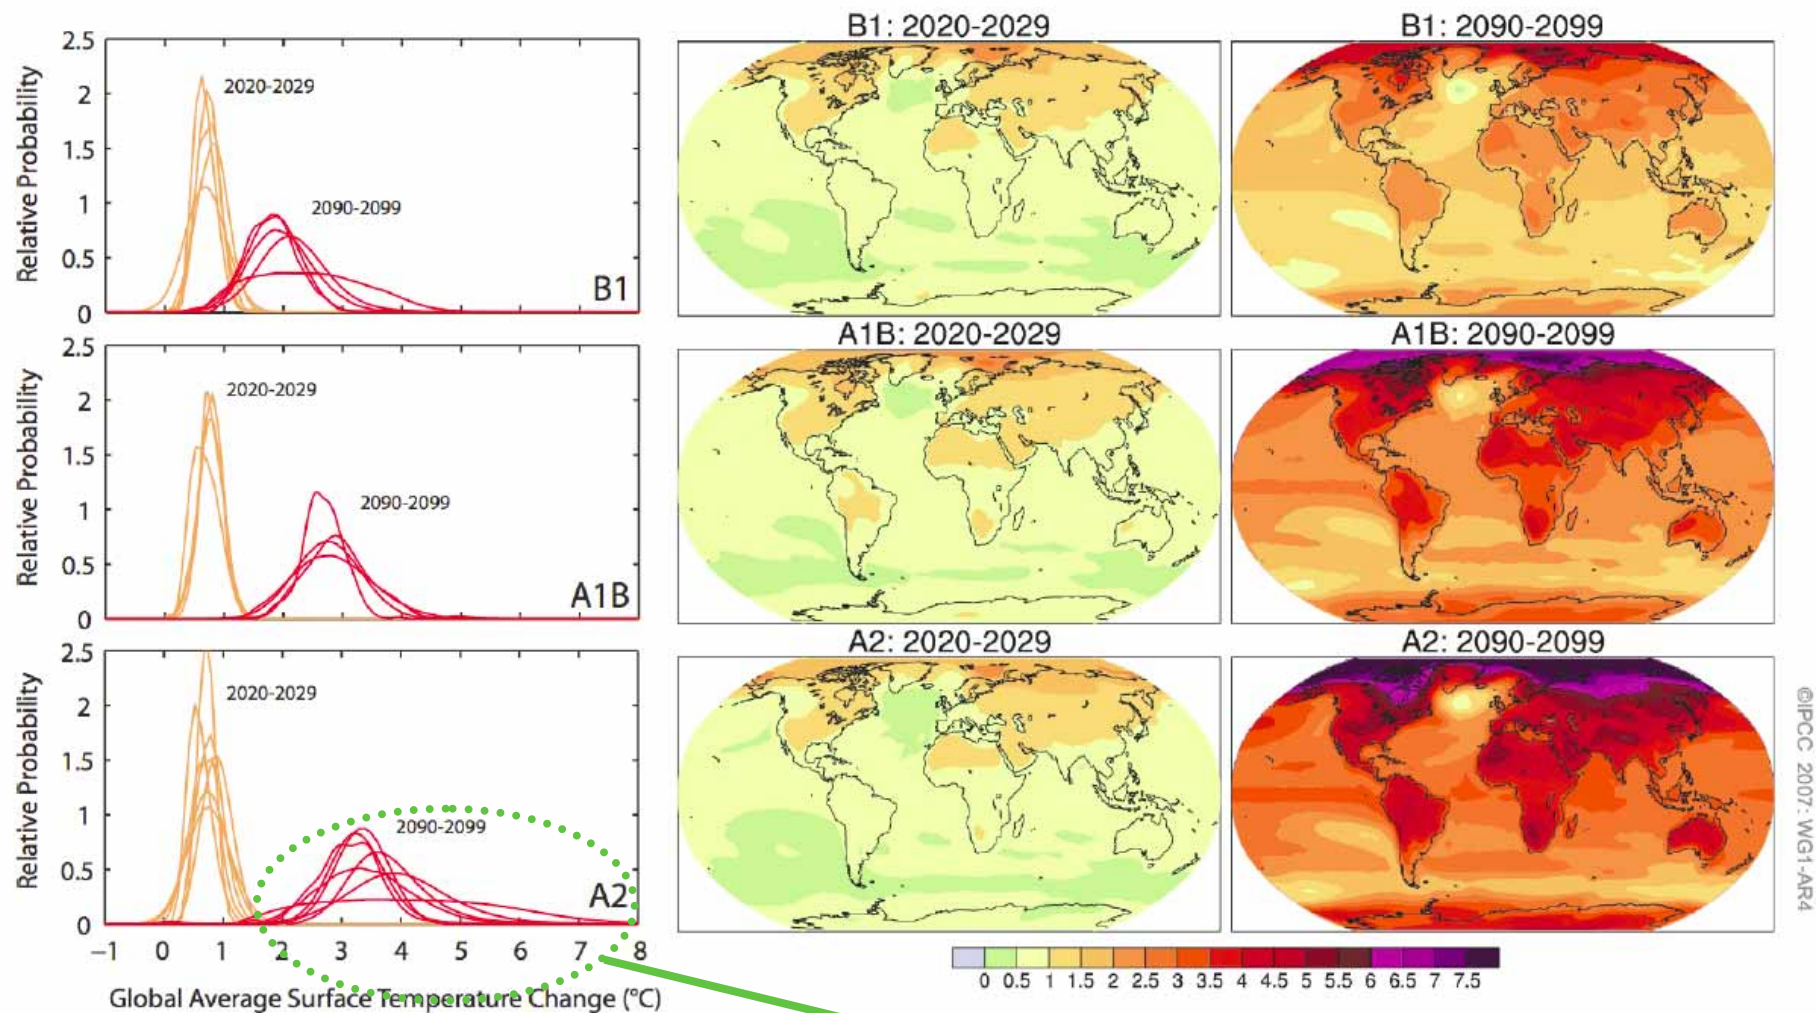 B1: 2020-2029
B1: 2090-2099
2.5
2
1.5
1
0.5
0
Relative Probability
2020-2029
2090-2099
B1
A1B: 2020-2029
A1B: 2090-2099
2.5
2
1.5
1
0.5
0
Relative Probability
2020-2029
2090-2099
A1B
A2: 2020-2029
A2: 2090-2099
2.5
2
1.5
1
0.5
0
Relative Probability
2020-2029
2090-2099
A2
−1 0 1 2 3 4 5 6 7 8
Global Average Surface Temperature Change (°C)
0 0.5 1 1.5 2 2.5 3 3.5 4 4.5 5 5.5 6 6.5 7 7.5
©IPCC 2007: WG1-AR4